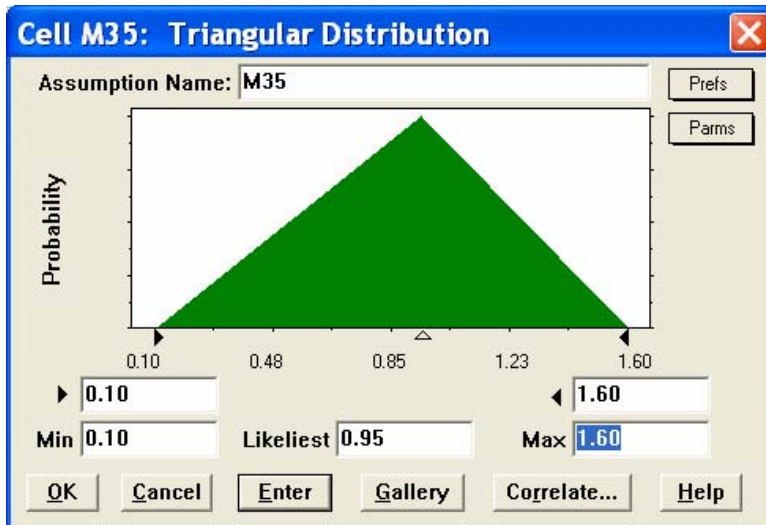 Cell M35: Triangular Distribution
Assumption Name: M35
Prefs
Parms
Probability
0.10 0.48 0.85 1.23 1.60
0.10 1.60
Min 0.10 Likeliest 0.95 Max 1.60
OK Cancel Enter Gallery Correlate... Help